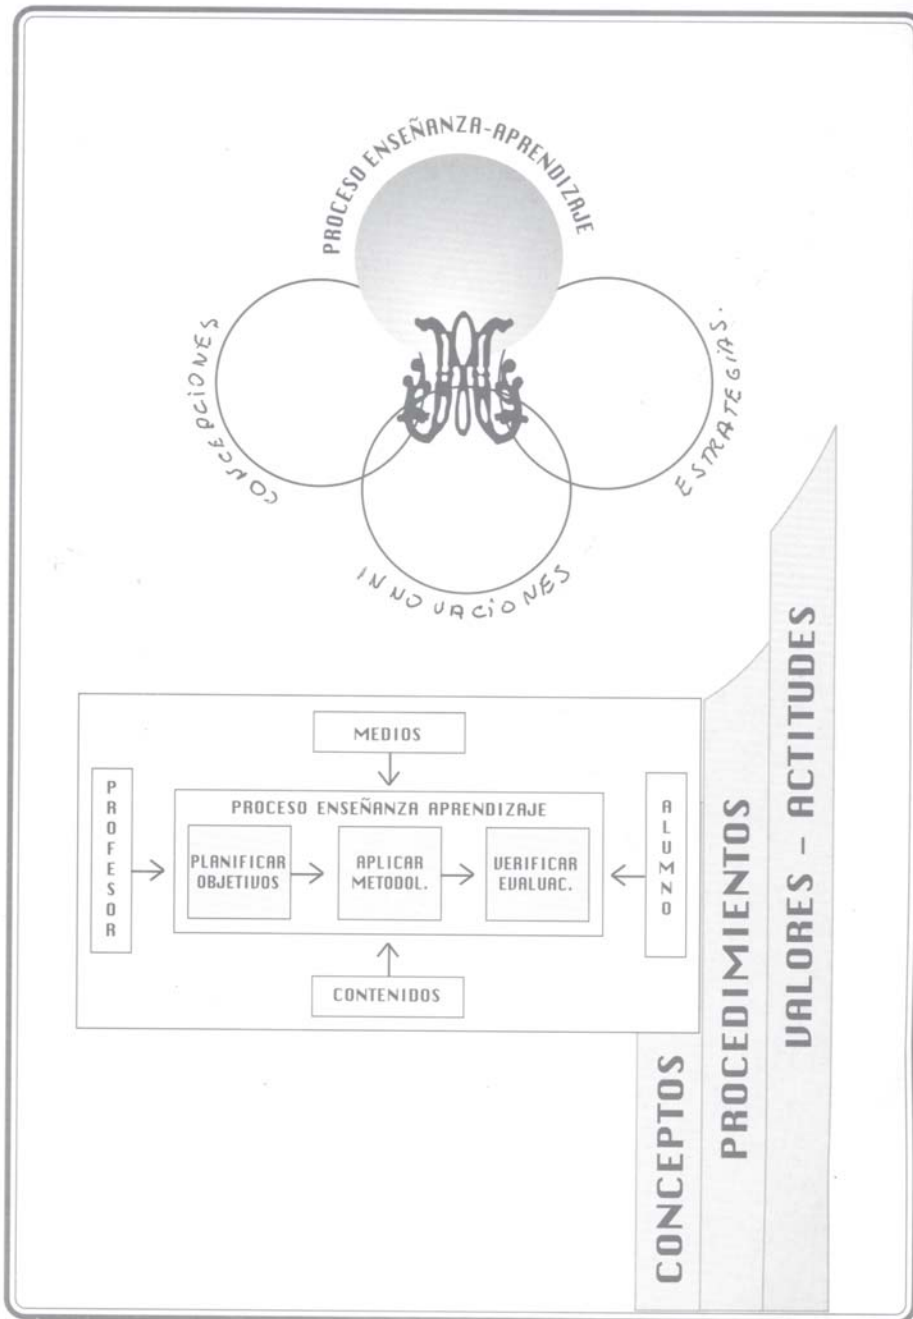 PROCESO ENSEÑANZA-APRENDIZAJE
CONCEPCIONES
ESTRATEGIAS.
INNOVACIONES
MEDIOS
PROFESOR
PROCESO ENSEÑANZA APRENDIZAJE
PLANIFICAR
OBJETIVOS
APLICAR
METODOL.
VERIFICAR
EVALUAC.
ALUMNO
CONTENIDOS
CONCEPTOS
PROCEDIMIENTOS
VALORES - ACTITUDES